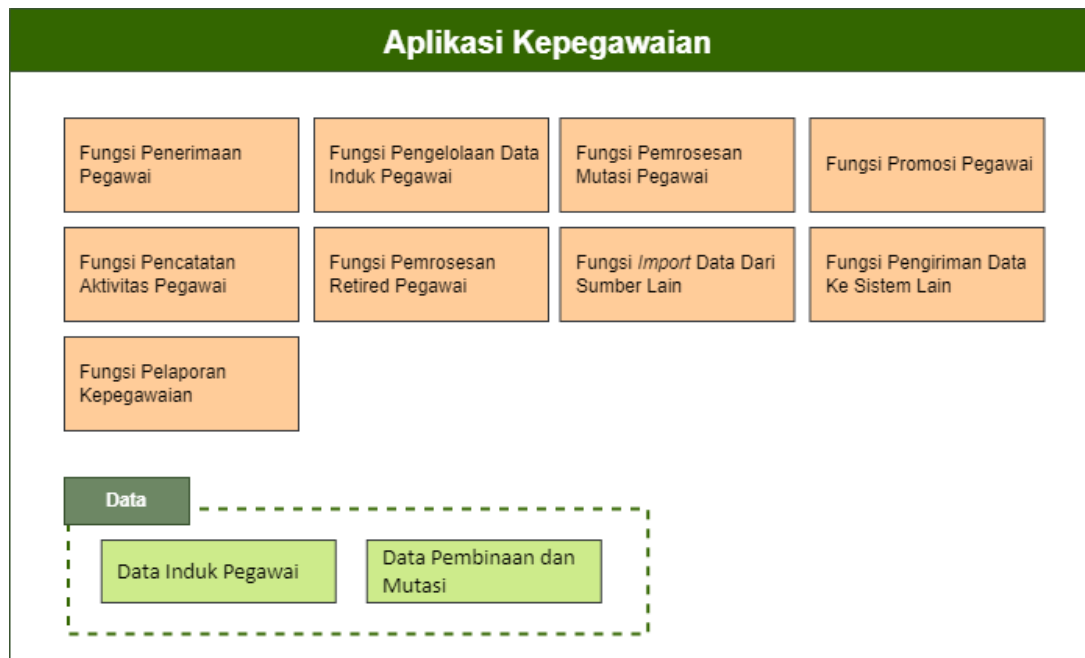 Aplikasi Kepegawaian
Fungsi Penerimaan
Pegawai
Fungsi Pengelolaan Data
Induk Pegawai
Fungsi Pemrosesan
Mutasi Pegawai
Fungsi Promosi Pegawai
Fungsi Pencatatan
Aktivitas Pegawai
Fungsi Pemrosesan
Retired Pegawai
Fungsi Import Data Dari
Sumber Lain
Fungsi Pengiriman Data
Ke Sistem Lain
Fungsi Pelaporan
Kepegawaian
Data
Data Induk Pegawai
Data Pembinaan dan
Mutasi